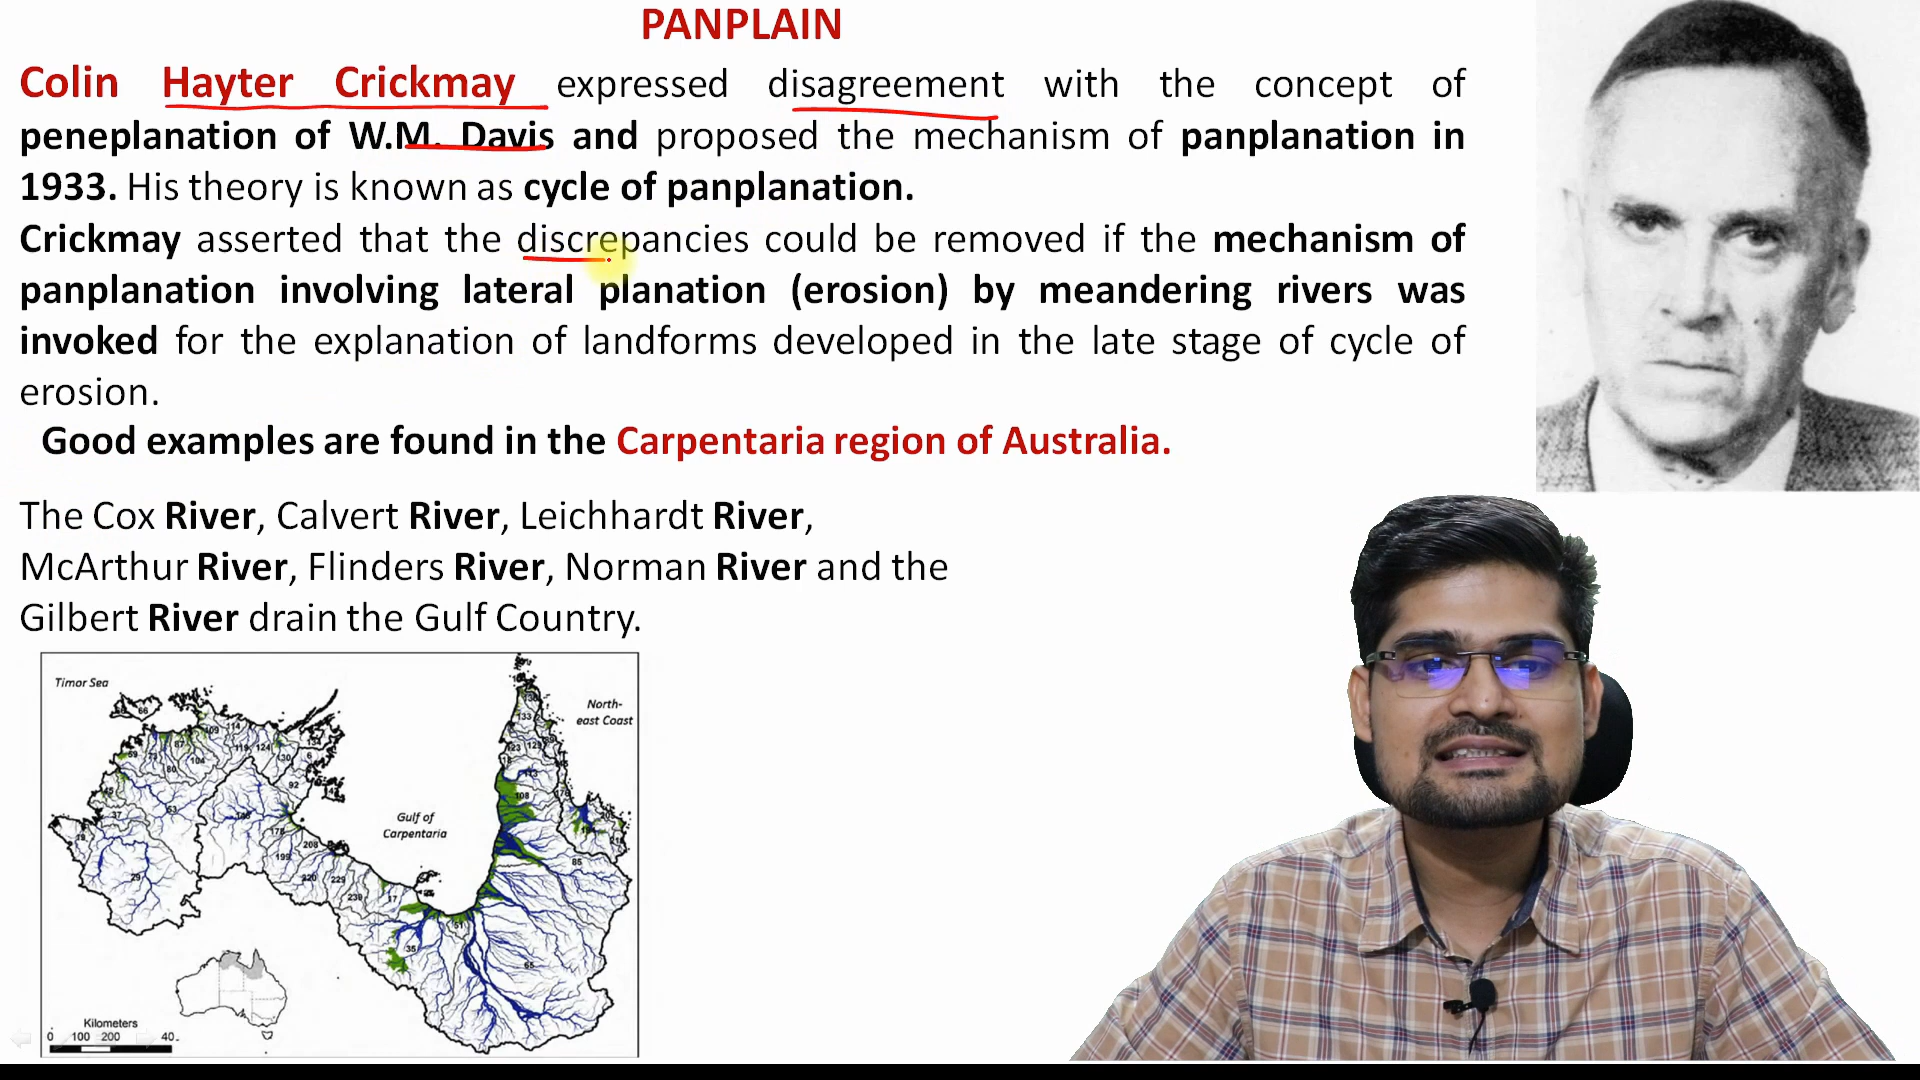 PANPLAIN
Colin Hayter Crickmay expressed disagreement with the concept of
peneplanation of W.M. Davis and proposed the mechanism of panplanation in
1933. His theory is known as cycle of panplanation.
Crickmay asserted that the discrepancies could be removed if the mechanism of
panplanation involving lateral planation (erosion) by meandering rivers was
invoked for the explanation of landforms developed in the late stage of cycle of
erosion.
Good examples are found in the Carpentaria region of Australia.
The Cox River, Calvert River, Leichhardt River,
McArthur River, Flinders River, Norman River and the
Gilbert River drain the Gulf Country.
Timor Sea
North-
east Coast
Gulf of
Carpentaria
Kilometers
0 100 200 40